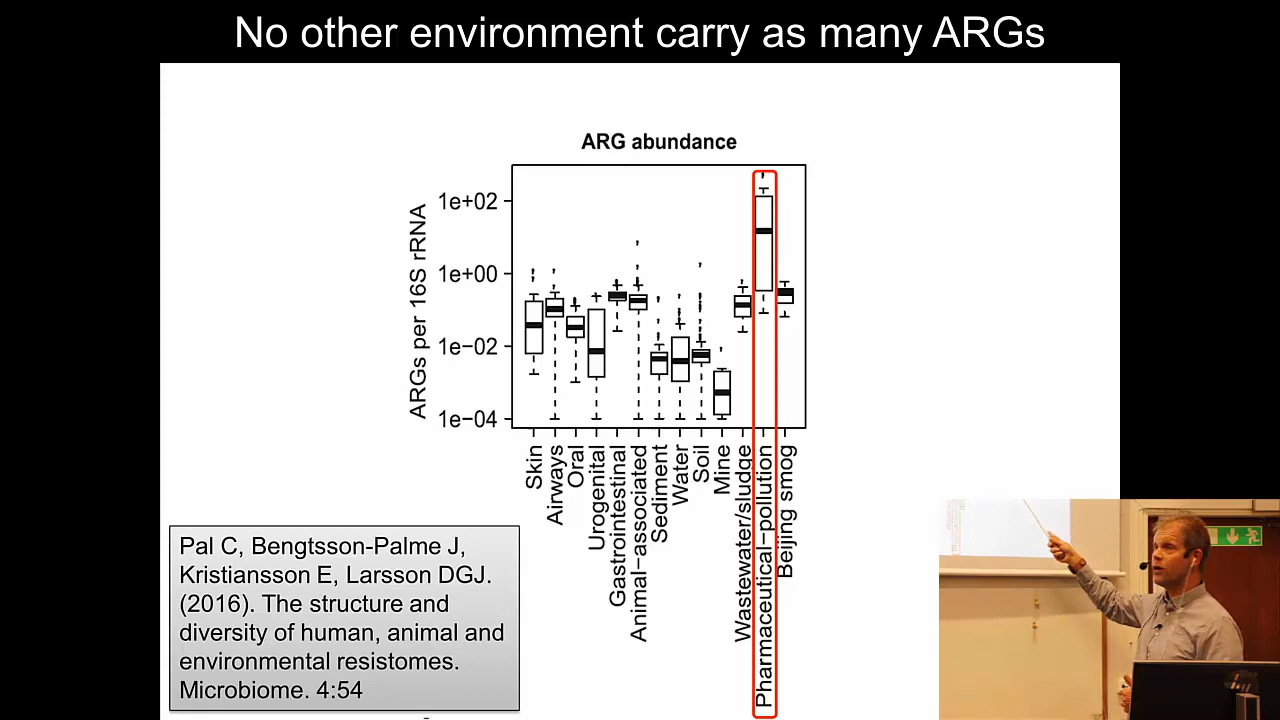 No other environment carry as many ARGs
ARG abundance
ARGs per 16S rRNA
1e+02
1e+00
1e−02
1e−04
Skin
Airways
Oral
Urogenital
Gastrointestinal
Animal−associated
Sediment
Water
Soil
Mine
Wastewater/sludge
Pharmaceutical−pollution
Beijing smog
Pal C, Bengtsson-Palme J,
Kristiansson E, Larsson DGJ.
(2016). The structure and
diversity of human, animal and
environmental resistomes.
Microbiome. 4:54